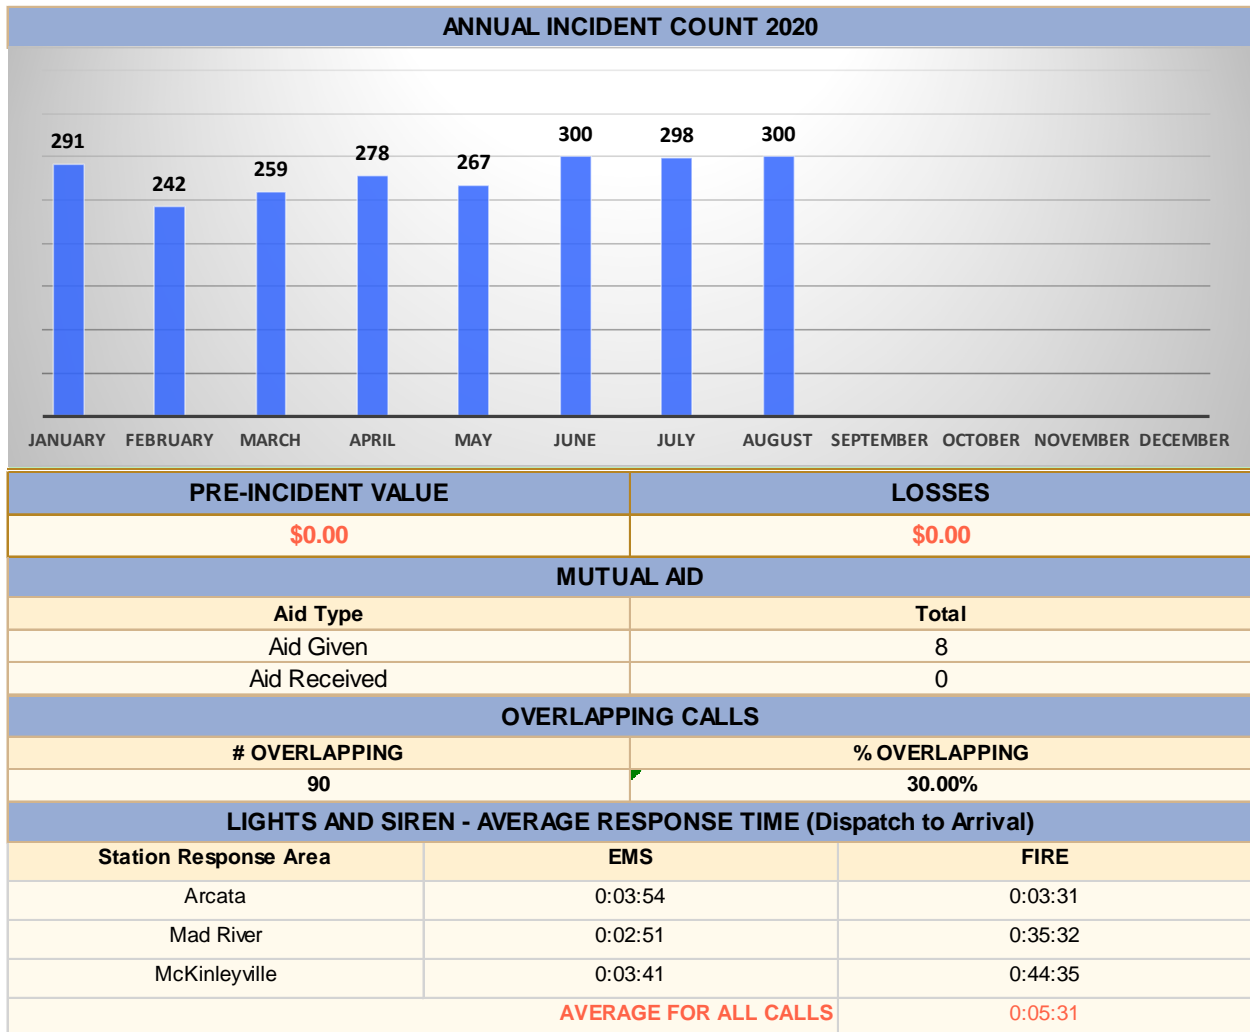 ANNUAL INCIDENT COUNT 2020
291 242 259 278 267 300 298 300
JANUARY FEBRUARY MARCH APRIL MAY JUNE JULY AUGUST SEPTEMBER OCTOBER NOVEMBER DECEMBER
PRE-INCIDENT VALUE LOSSES
$0.00 $0.00
MUTUAL AID
Aid Type Total
Aid Given 8
Aid Received 0
OVERLAPPING CALLS
# OVERLAPPING % OVERLAPPING
90 30.00%
LIGHTS AND SIREN - AVERAGE RESPONSE TIME (Dispatch to Arrival)
Station Response Area EMS FIRE
Arcata 0:03:54 0:03:31
Mad River 0:02:51 0:35:32
McKinleyville 0:03:41 0:44:35
AVERAGE FOR ALL CALLS 0:05:31